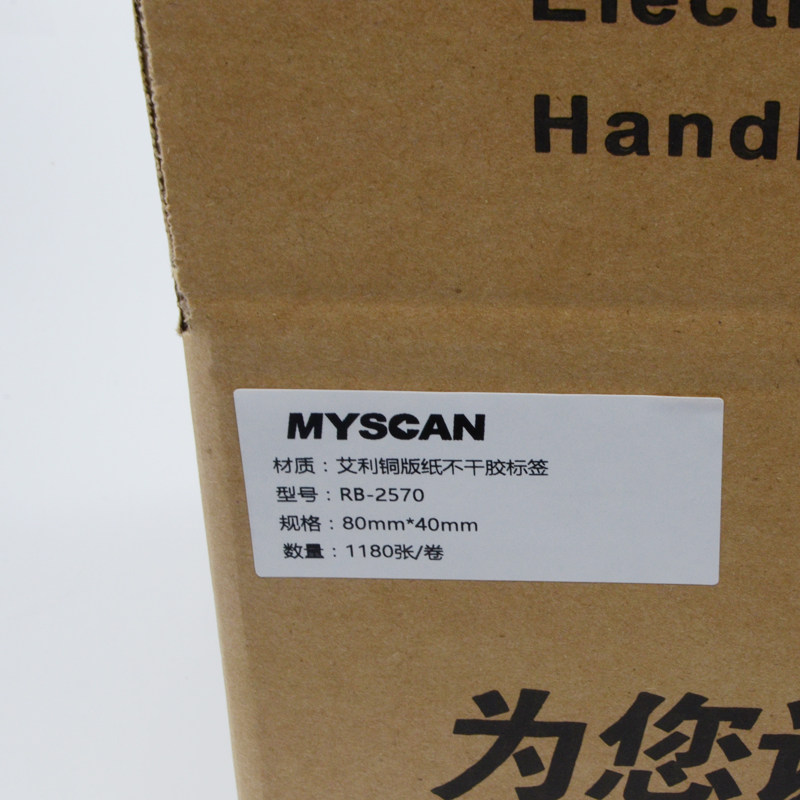 Electr
Handl
MYSCAN
材质：艾利铜版纸不干胶标签
型号：RB-2570
规格：80mm*40mm
数量：1180张/卷
为您